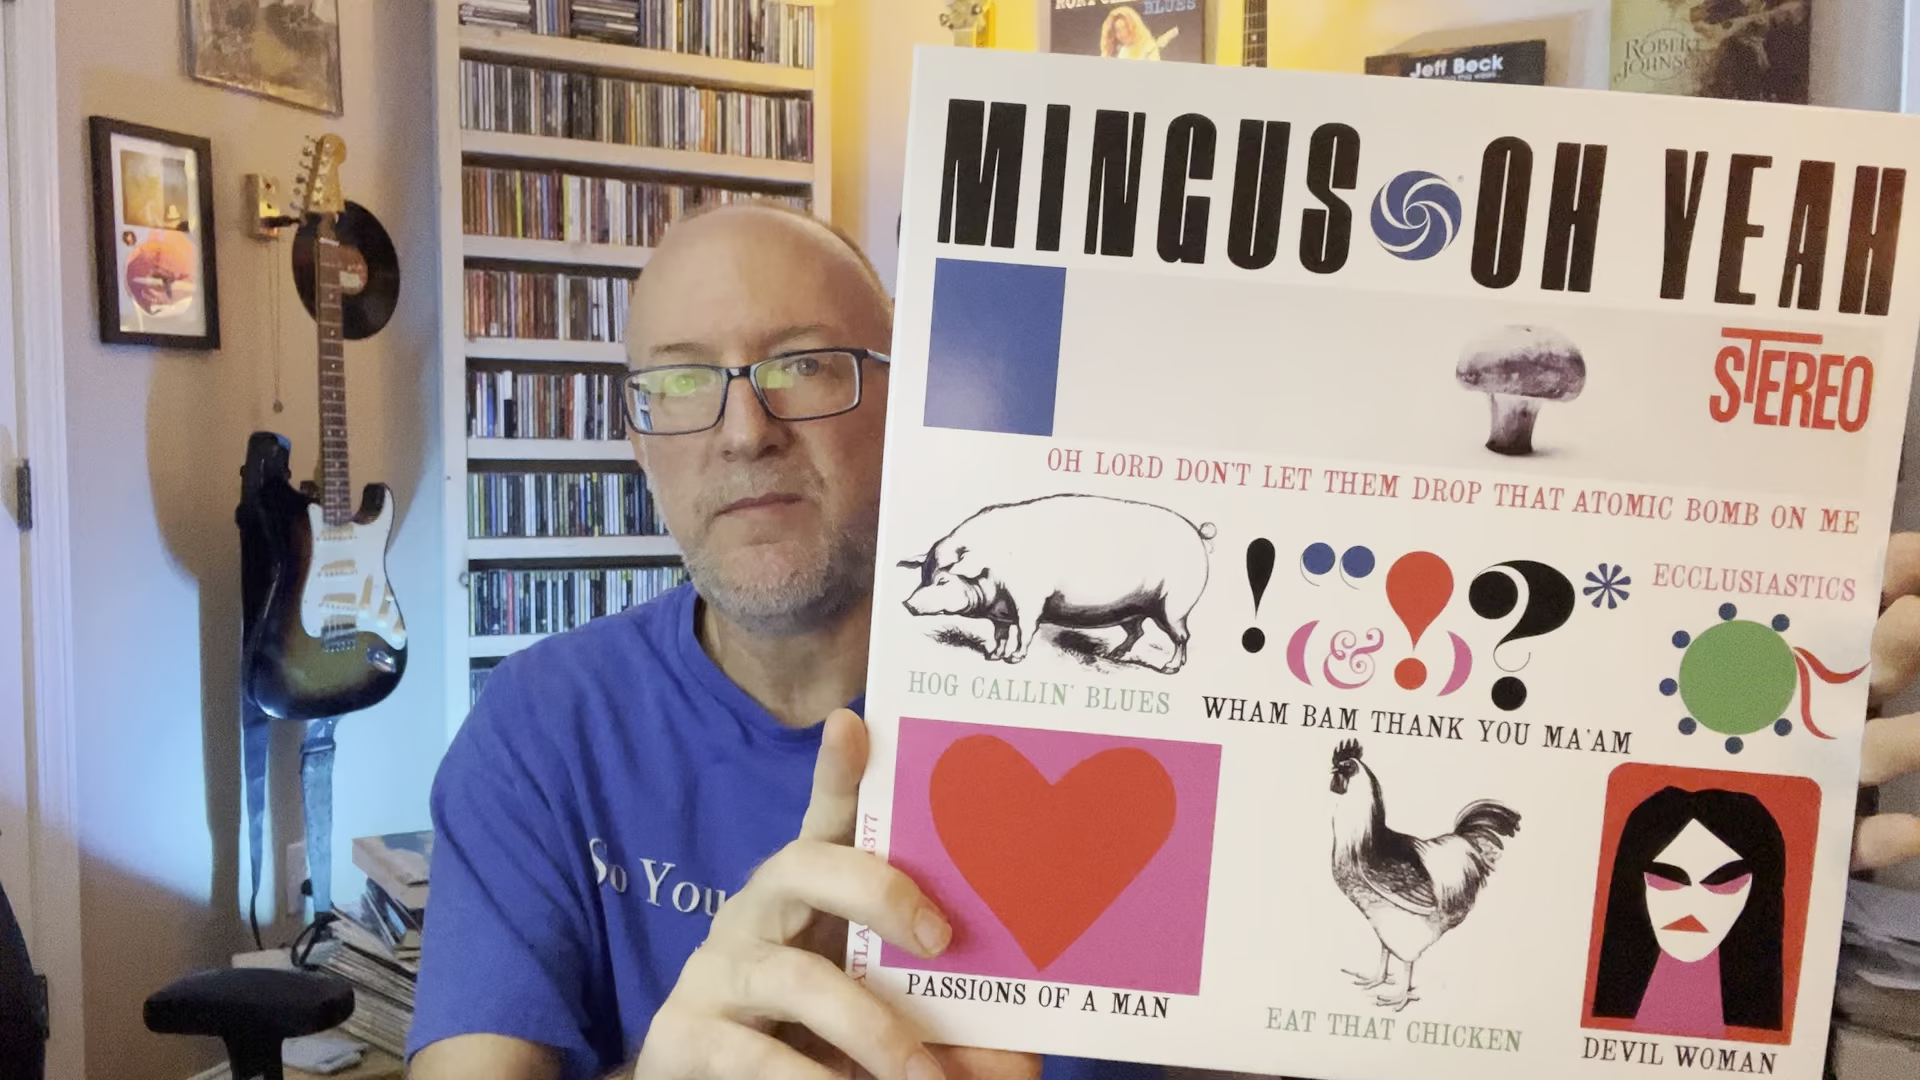 BLUES
Jeff Beck
ROBERT
JOHNSON
MINGUS OH YEAH
STEREO
OH LORD DON'T LET THEM DROP THAT ATOMIC BOMB ON ME
! “(&!)?*
ECCLUSIASTICS
HOG CALLIN' BLUES
WHAM BAM THANK YOU MA'AM
So You
PASSIONS OF A MAN
EAT THAT CHICKEN
DEVIL WOMAN